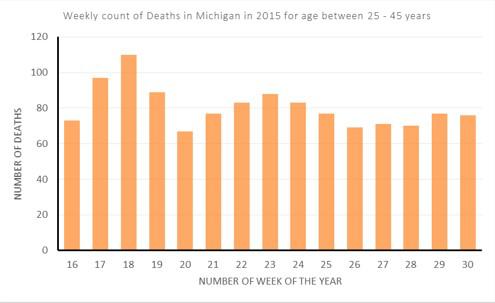 Weekly count of Deaths in Michigan in 2015 for age between 25 - 45 years
120
100
80
60
40
20
0
NUMBER OF DEATHS
16 17 18 19 20 21 22 23 24 25 26 27 28 29 30
NUMBER OF WEEK OF THE YEAR